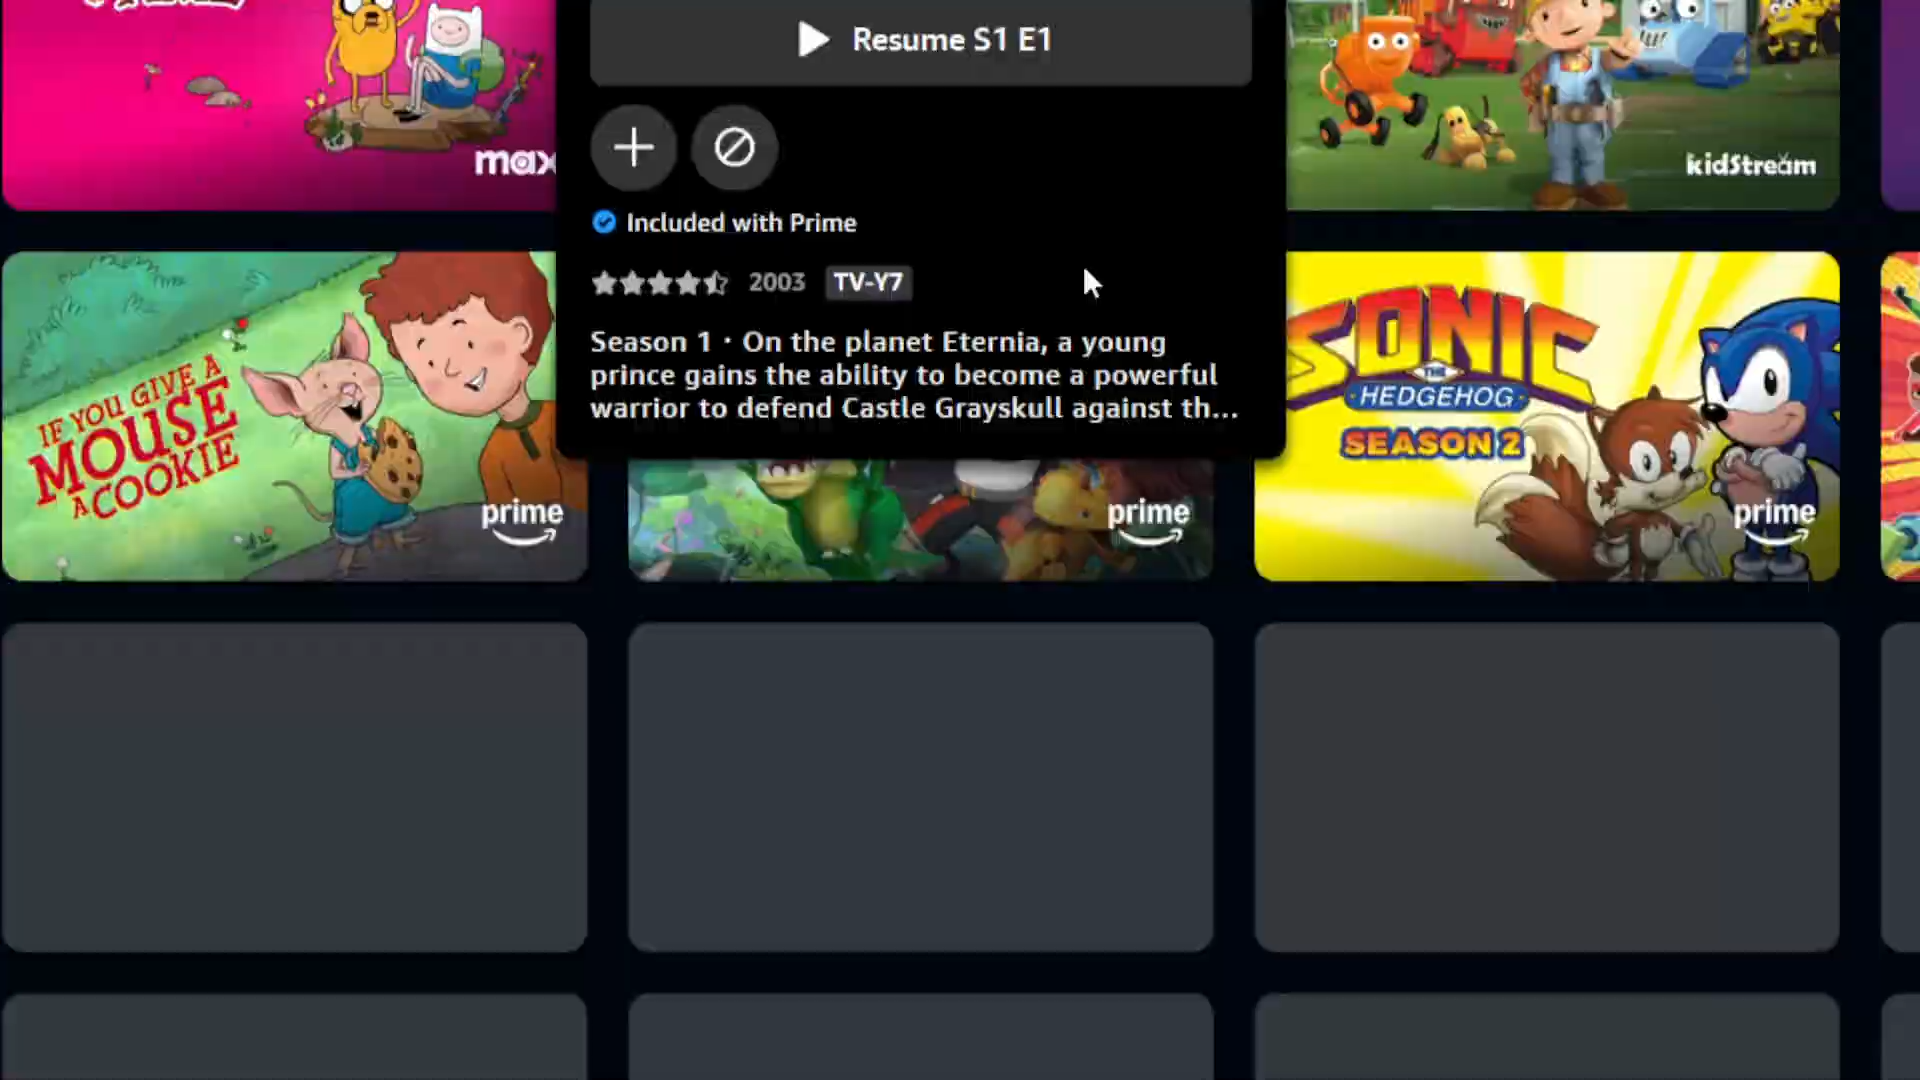 max
Resume S1 E1
kidStream
Included with Prime
2003 TV-Y7
Season 1 · On the planet Eternia, a young
prince gains the ability to become a powerful
warrior to defend Castle Grayskull against th...
IF YOU GIVE A
MOUSE
A COOKIE
prime
prime
SONIC
THE
HEDGEHOG
SEASON 2
prime